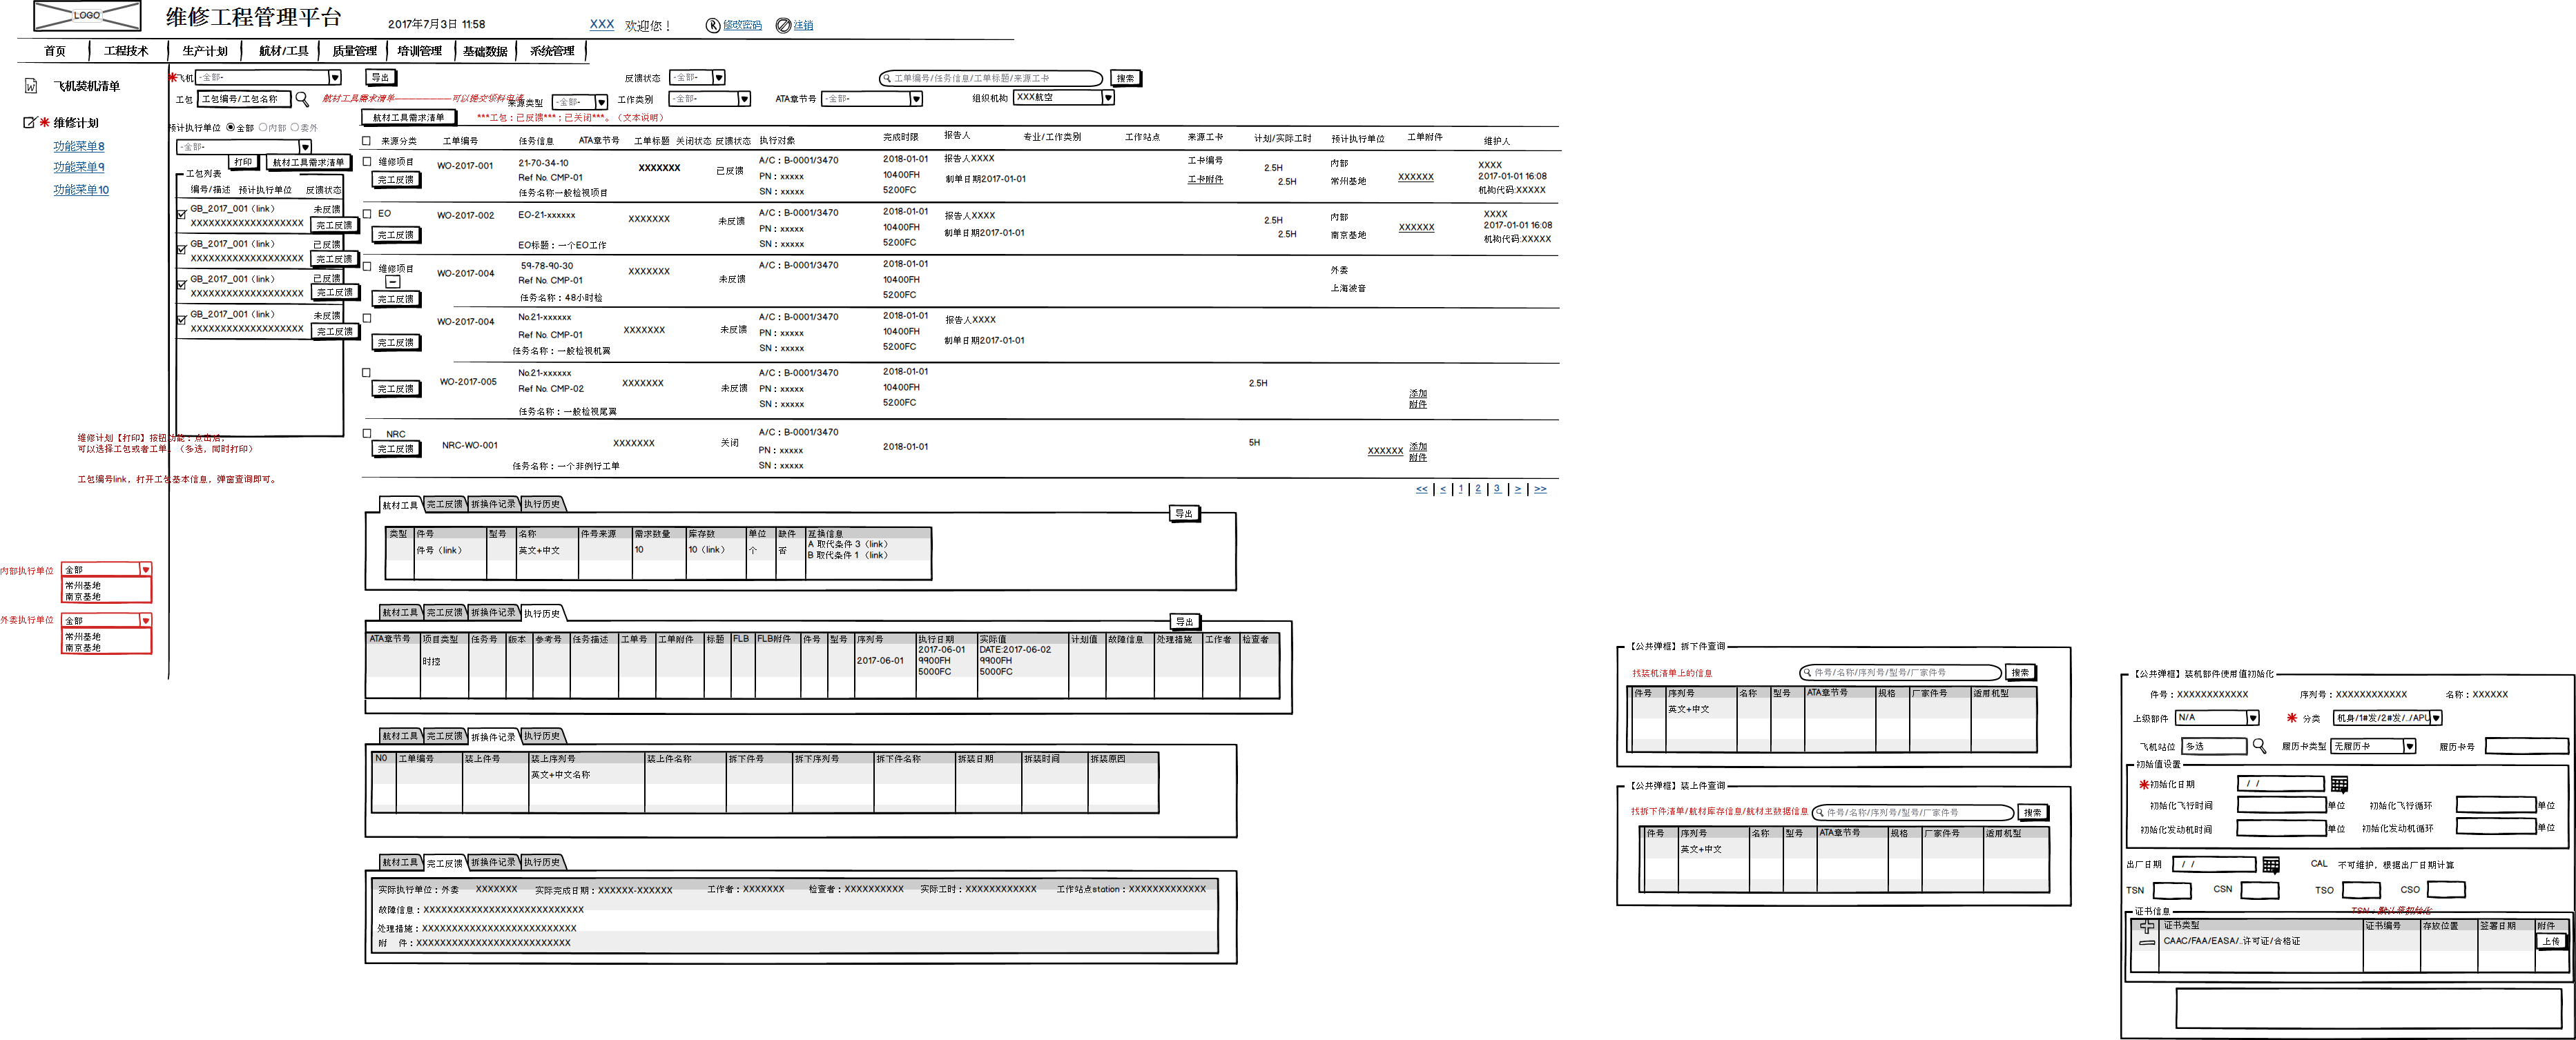 LOGO
维修工程管理平台
2017年7月3日 11:58
XXX 欢迎您！
修改密码
注销
首页 工程技术 生产计划 航材/工具 质量管理 培训管理 基础数据 系统管理
飞机装机清单
维修计划
功能菜单8
功能菜单9
功能菜单10
飞机 -全部- 导出
工包 工包编号/工包名称
预计执行单位 全部 内部 委外
-全部-
打印 航材工具需求清单
工包列表
编号/描述 预计执行单位 反馈状态
GB_2017_001（link） 未反馈
XXXXXXXXXXXXXXXXXXX 完工反馈
GB_2017_001（link） 已反馈
XXXXXXXXXXXXXXXXXXX 完工反馈
GB_2017_001（link） 已反馈
XXXXXXXXXXXXXXXXXXX 完工反馈
GB_2017_001（link） 未反馈
XXXXXXXXXXXXXXXXXXX 完工反馈
维修计划【打印】按钮功能：点击后，
可以选择工包或者工单。（多选，同时打印）
工包编号link，打开工包基本信息，弹窗查询即可。
内部执行单位 全部
常州基地
南京基地
外委执行单位 全部
常州基地
南京基地
反馈状态 -全部- 工单编号/任务信息/工单标题/来源工卡 搜索
来源类型 -全部- 工作类别 -全部- ATA章节号 -全部- 组织机构 XXX航空
航材工具需求清单 ***工包：已反馈***；已关闭***。（文本说明）
来源分类 工单编号 任务信息 ATA章节号 工单标题 关闭状态 反馈状态 执行对象 完成时限 报告人 专业/工作类别 工作站点 来源工卡 计划/实际工时 预计执行单位 工单附件 维护人
维修项目 WO-2017-001 21-70-34-10 XXXXXXX 已反馈 A/C：B-0001/3470 2018-01-01 报告人XXXX 工卡编号 2.5H 内部 XXXX
完工反馈 Ref No. CMP-01 PN：xxxxx 10400FH 制单日期2017-01-01 工卡附件 2.5H 常州基地 XXXXXX 2017-01-01 16:08
任务名称一般检视项目 SN：xxxxx 5200FC 机构代码:XXXXX
EO WO-2017-002 EO-21-xxxxxx XXXXXXX 未反馈 A/C：B-0001/3470 2018-01-01 报告人XXXX 2.5H 内部 XXXX
完工反馈 PN：xxxxx 10400FH 制单日期2017-01-01 2.5H 南京基地 XXXXXX 2017-01-01 16:08
EO标题：一个EO工作 SN：xxxxx 5200FC 机构代码:XXXXX
维修项目 WO-2017-004 59-78-90-30 XXXXXXX 未反馈 A/C：B-0001/3470 2018-01-01 外委
Ref No. CMP-01 10400FH 上海波音
完工反馈 任务名称：48小时检 5200FC
WO-2017-004 No.21-xxxxxx XXXXXXX 未反馈 A/C：B-0001/3470 2018-01-01 报告人XXXX
完工反馈 Ref No. CMP-01 PN：xxxxx 10400FH 制单日期2017-01-01
任务名称：一般检视机翼 SN：xxxxx 5200FC
WO-2017-005 No.21-xxxxxx XXXXXXX 未反馈 A/C：B-0001/3470 2018-01-01 2.5H
完工反馈 Ref No. CMP-02 PN：xxxxx 10400FH 添加
任务名称：一般检视尾翼 SN：xxxxx 5200FC 附件
NRC NRC-WO-001 XXXXXXX 关闭 A/C：B-0001/3470 2018-01-01 5H
完工反馈 PN：xxxxx XXXXXX 添加
任务名称：一个非例行工单 SN：xxxxx 附件
<< | < | 1 | 2 | 3 | > | >>
航材工具 完工反馈 拆换件记录 执行历史 导出
类型 件号 型号 名称 件号来源 需求数量 库存数 单位 缺件 互换信息
件号（link） 英文+中文 10 10（link） 个 否 A 取代条件 3（link）
B 取代条件 1（link）
航材工具 完工反馈 拆换件记录 执行历史 导出
ATA章节号 项目类型 任务号 版本 参考号 任务描述 工单号 工单附件 标题 FLB FLB附件 件号 型号 序列号 执行日期 实际值 计划值 故障信息 处理措施 工作者 检查者
时控 2017-06-01 2017-06-01 DATE:2017-06-02
9900FH 9900FH
5000FC 5000FC
航材工具 完工反馈 拆换件记录 执行历史
NO 工单编号 装上件号 装上序列号 装上件名称 拆下件号 拆下序列号 拆下件名称 拆装日期 拆装时间 拆装原因
英文+中文名称
航材工具 完工反馈 拆换件记录 执行历史
实际执行单位：外委 XXXXXXX 实际完成日期：XXXXXX-XXXXXX 工作者：XXXXXXX 检查者：XXXXXXXXXX 实际工时：XXXXXXXXXXXX 工作站点station：XXXXXXXXXXXXX
故障信息：XXXXXXXXXXXXXXXXXXXXXXXXXXX
处理措施：XXXXXXXXXXXXXXXXXXXXXXXXXX
附 件：XXXXXXXXXXXXXXXXXXXXXXXXXX
【公共弹框】拆下件查询
找装机清单上的信息 件号/名称/序列号/型号/厂家件号 搜索
件号 序列号 名称 型号 ATA章节号 规格 厂家件号 适用机型
英文+中文
【公共弹框】装上件查询
找拆下件清单/航材库存信息/航材主数据信息 件号/名称/序列号/型号/厂家件号 搜索
件号 序列号 名称 型号 ATA章节号 规格 厂家件号 适用机型
英文+中文
【公共弹框】装机部件使用值初始化
件号：XXXXXXXXXXXX 序列号：XXXXXXXXXXXX 名称：XXXXXX
上级部件 N/A 分类 机身/1#发/2#发/../APU
飞机站位 多选 履历卡类型 无履历卡 履历卡号
初始值设置
初始化日期 / /
初始化飞行时间 单位 初始化飞行循环 单位
初始化发动机时间 单位 初始化发动机循环 单位
出厂日期 / / CAL 不可维护，根据出厂日期计算
TSN CSN TSO CSO
证书信息
证书类型 证书编号 存放位置 签署日期 附件
CAAC/FAA/EASA/..许可证/合格证 上传